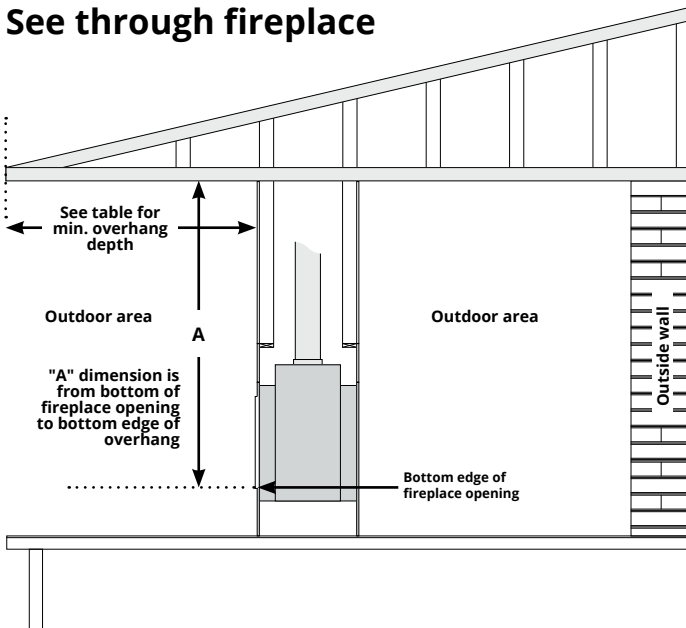 See through fireplace
See table for
min. overhang
depth
Outdoor area
A
Outdoor area
Outside wall
"A" dimension is
from bottom of
fireplace opening
to bottom edge of
overhang
Bottom edge of
fireplace opening